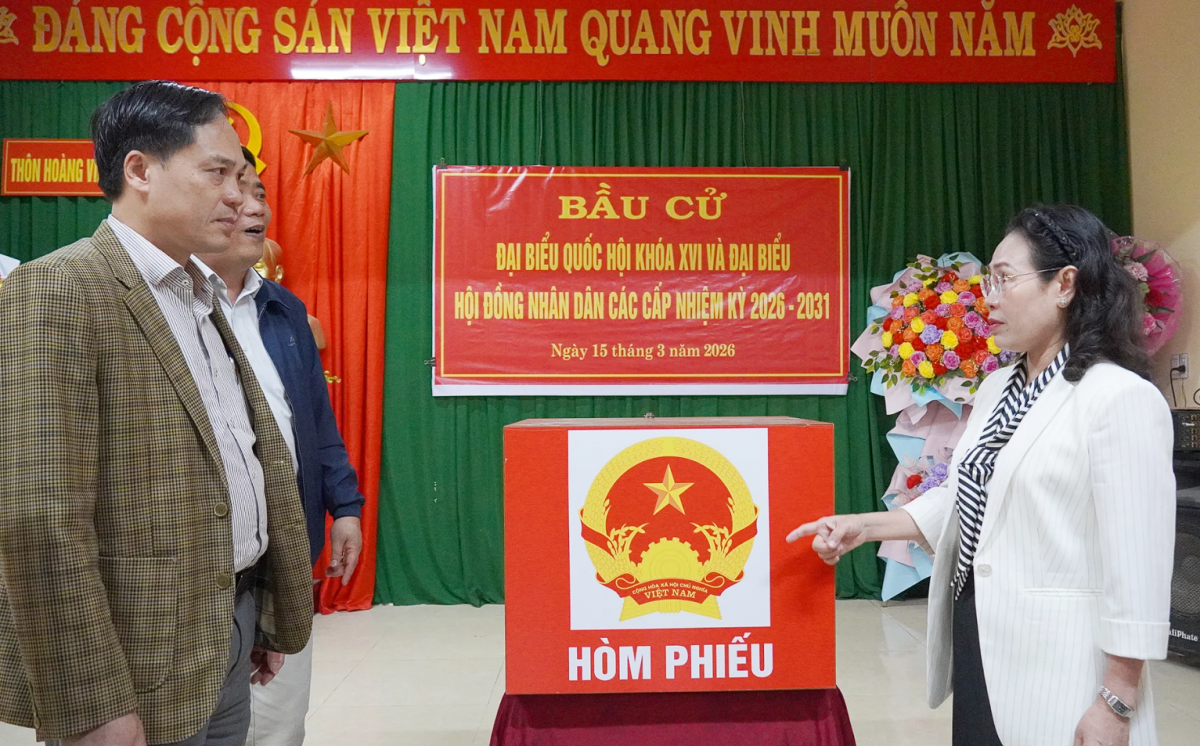 ĐẢNG CỘNG SẢN VIỆT NAM QUANG VINH MUÔN NĂM
THÔN HOÀNG
BẦU CỬ
ĐẠI BIỂU QUỐC HỘI KHÓA XVI VÀ ĐẠI BIỂU
HỘI ĐỒNG NHÂN DÂN CÁC CẤP NHIỆM KỲ 2026 - 2031
Ngày 15 tháng 3 năm 2026
CỘNG HÒA XÃ HỘI CHỦ NGHĨA
VIỆT NAM
HÒM PHIẾU